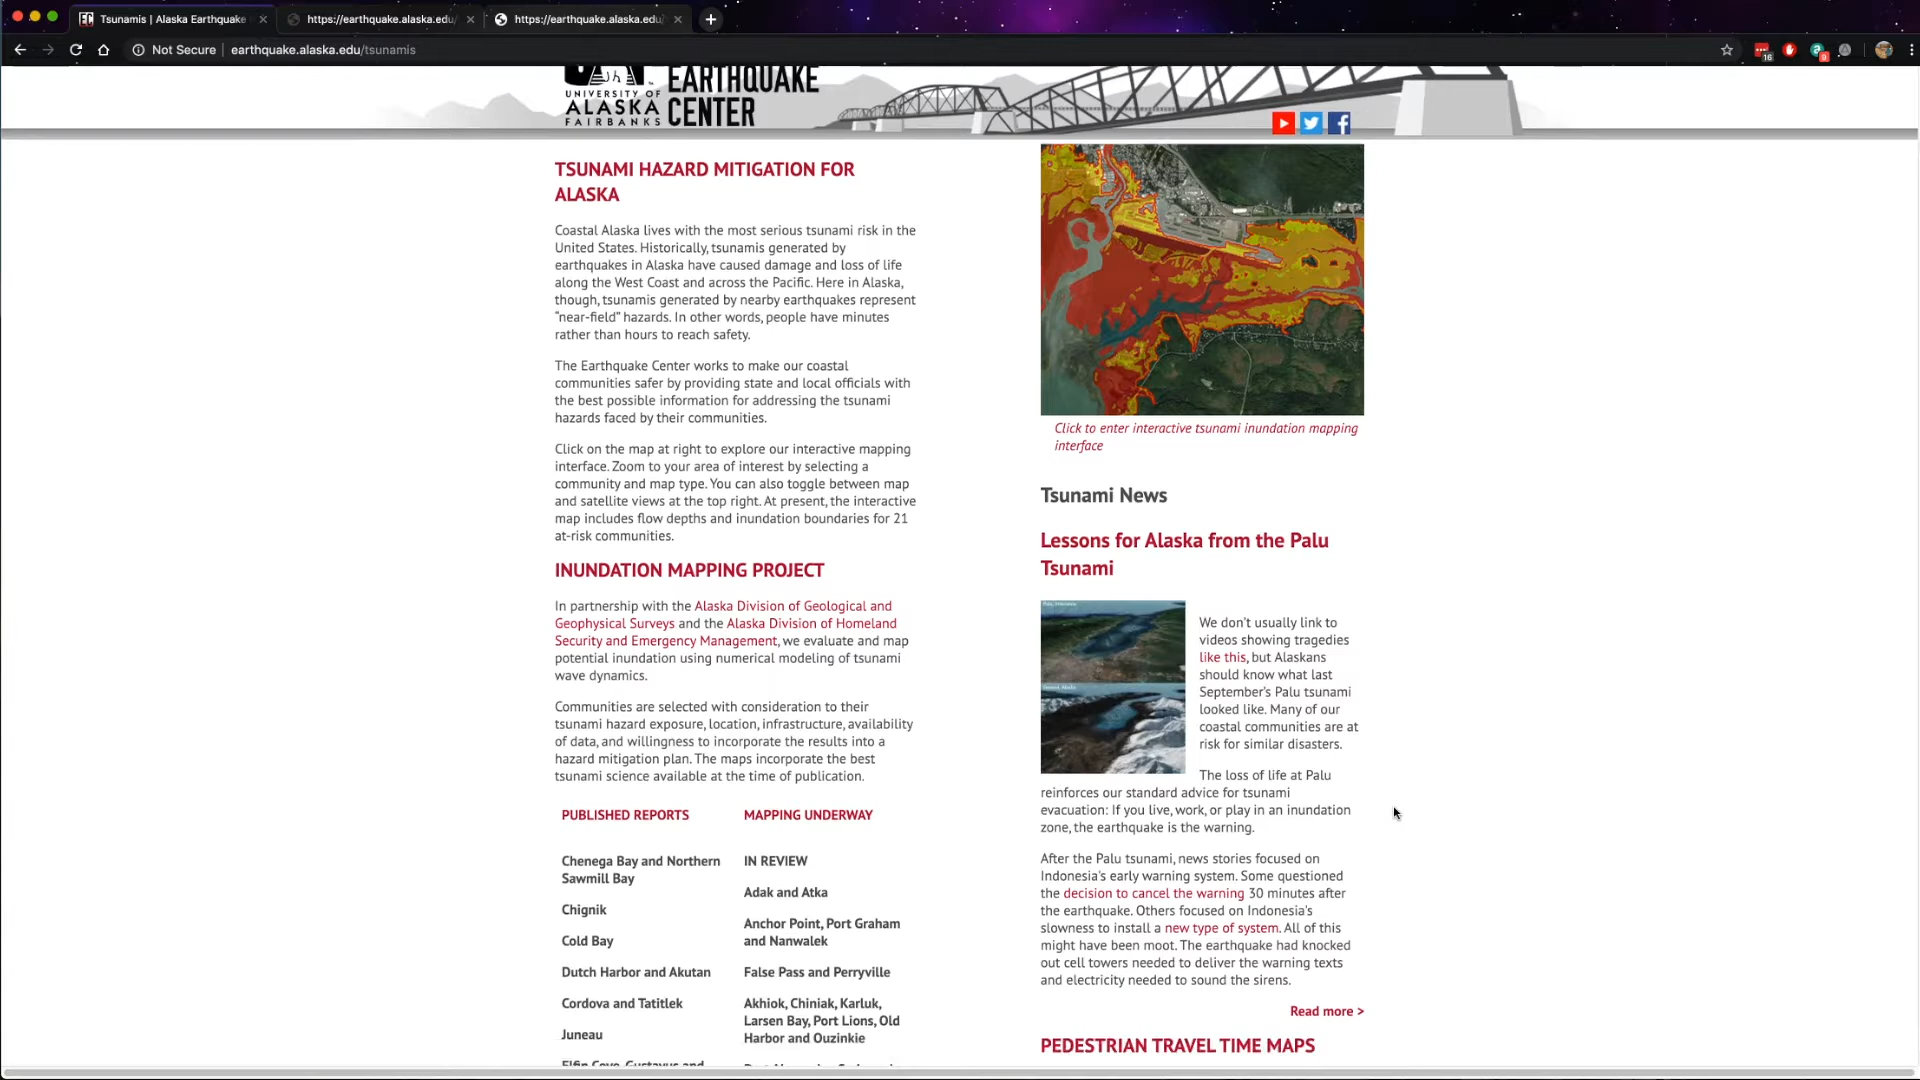 Tsunamis | Alaska Earthquake
https://earthquake.alaska.edu/
https://earthquake.alaska.edu/
Not Secure
earthquake.alaska.edu/tsunamis
16
9
UNIVERSITY OF
ALASKA
FAIRBANKS
EARTHQUAKE
CENTER
TSUNAMI HAZARD MITIGATION FOR
ALASKA
Coastal Alaska lives with the most serious tsunami risk in the
United States. Historically, tsunamis generated by
earthquakes in Alaska have caused damage and loss of life
along the West Coast and across the Pacific. Here in Alaska,
though, tsunamis generated by nearby earthquakes represent
“near-field” hazards. In other words, people have minutes
rather than hours to reach safety.
The Earthquake Center works to make our coastal
communities safer by providing state and local officials with
the best possible information for addressing the tsunami
hazards faced by their communities.
Click on the map at right to explore our interactive mapping
interface. Zoom to your area of interest by selecting a
community and map type. You can also toggle between map
and satellite views at the top right. At present, the interactive
map includes flow depths and inundation boundaries for 21
at-risk communities.
INUNDATION MAPPING PROJECT
In partnership with the Alaska Division of Geological and
Geophysical Surveys and the Alaska Division of Homeland
Security and Emergency Management, we evaluate and map
potential inundation using numerical modeling of tsunami
wave dynamics.
Communities are selected with consideration to their
tsunami hazard exposure, location, infrastructure, availability
of data, and willingness to incorporate the results into a
hazard mitigation plan. The maps incorporate the best
tsunami science available at the time of publication.
PUBLISHED REPORTS
Chenega Bay and Northern
Sawmill Bay
Chignik
Cold Bay
Dutch Harbor and Akutan
Cordova and Tatitlek
Juneau
Elfin Cove, Gustavus and
MAPPING UNDERWAY
IN REVIEW
Adak and Atka
Anchor Point, Port Graham
and Nanwalek
False Pass and Perryville
Akhiok, Chiniak, Karluk,
Larsen Bay, Port Lions, Old
Harbor and Ouzinkie
Click to enter interactive tsunami inundation mapping
interface
Tsunami News
Lessons for Alaska from the Palu
Tsunami
We don't usually link to
videos showing tragedies
like this, but Alaskans
should know what last
September's Palu tsunami
looked like. Many of our
coastal communities are at
risk for similar disasters.
The loss of life at Palu
reinforces our standard advice for tsunami
evacuation: If you live, work, or play in an inundation
zone, the earthquake is the warning.
After the Palu tsunami, news stories focused on
Indonesia's early warning system. Some questioned
the decision to cancel the warning 30 minutes after
the earthquake. Others focused on Indonesia's
slowness to install a new type of system. All of this
might have been moot. The earthquake had knocked
out cell towers needed to deliver the warning texts
and electricity needed to sound the sirens.
Read more >
PEDESTRIAN TRAVEL TIME MAPS